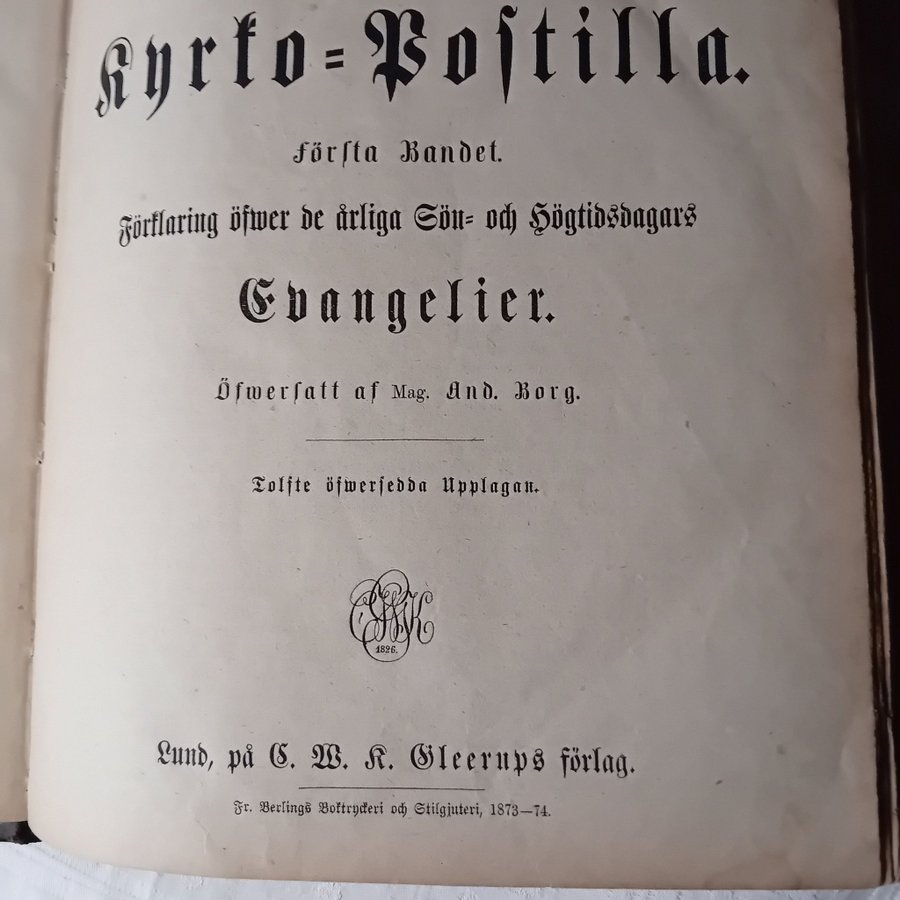 Kyrko-Postilla.
Första Bandet.
Förklaring öfwer de årliga Sön- och Högtidsdagars
Evangelier.
Öfwersatt af Mag. And. Borg.
Tolfte öfwersedda Upplagan.
CWK
1826.
Lund, på C. W. K. Gleerups förlag.
Fr. Berlings Boktryckeri och Stilgjuteri, 1873—74.